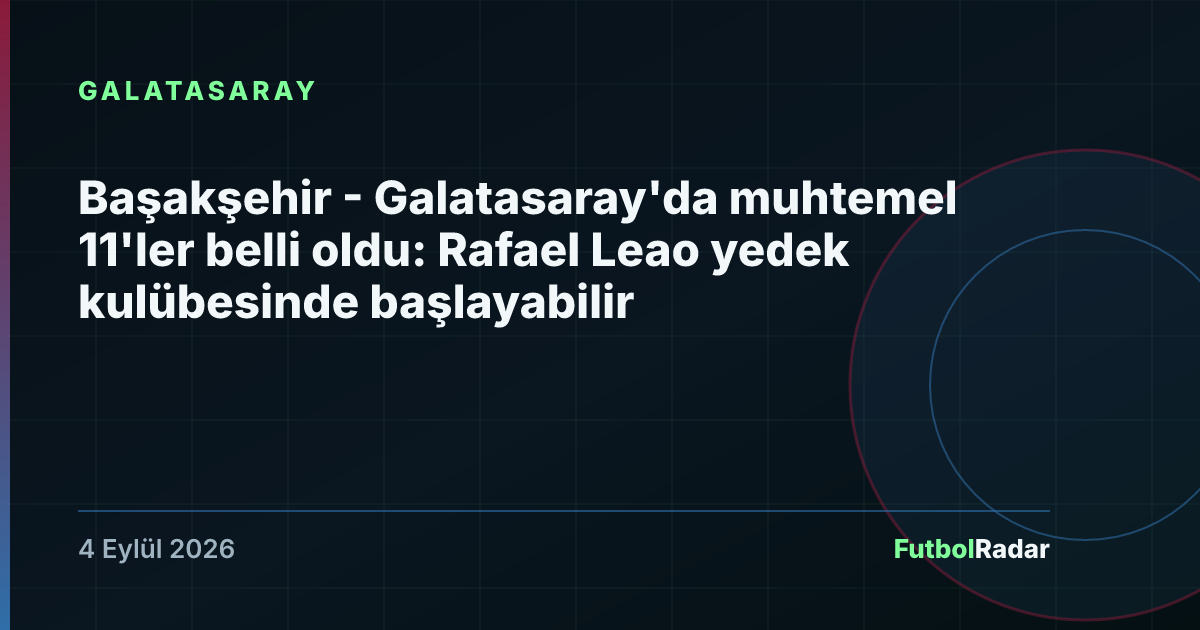 GALATASARAY
Başakşehir - Galatasaray'da muhtemel
11'ler belli oldu: Rafael Leao yedek
kulübesinde başlayabilir
4 Eylül 2026
FutbolRadar